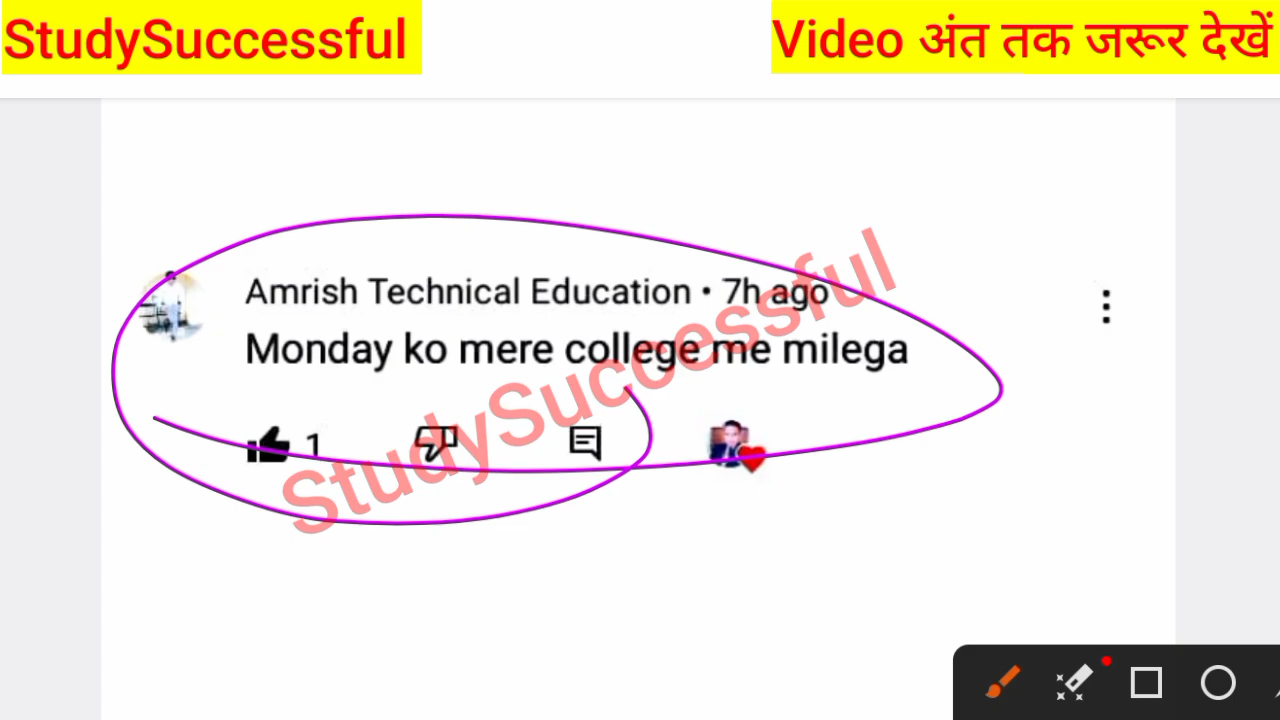 StudySuccessful
Video अंत तक जरूर देखें
Amrish Technical Education • 7h ago
Monday ko mere college me milega
1
StudySuccessful